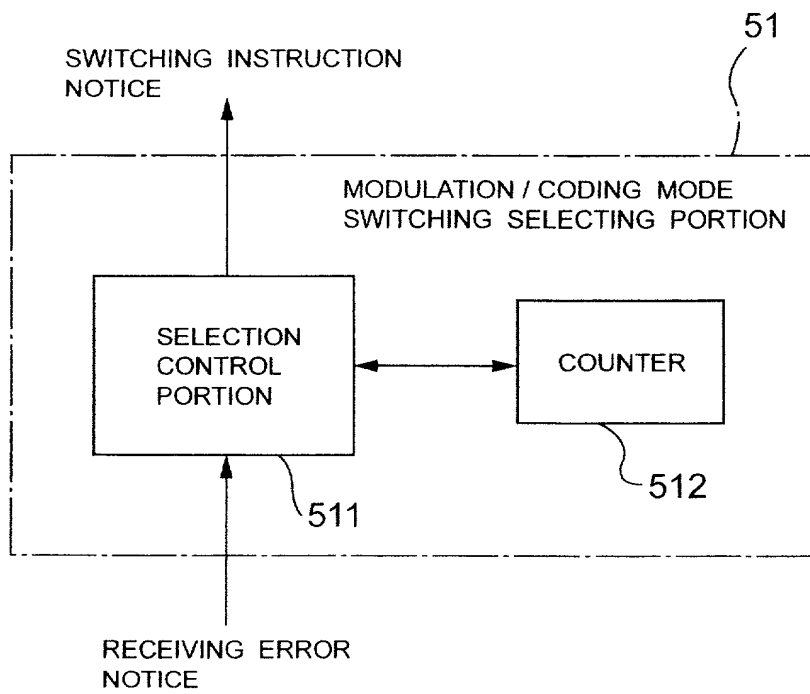 51
SWITCHING INSTRUCTION
NOTICE
MODULATION / CODING MODE
SWITCHING SELECTING PORTION
SELECTION
CONTROL
PORTION
COUNTER
511
512
RECEIVING ERROR
NOTICE